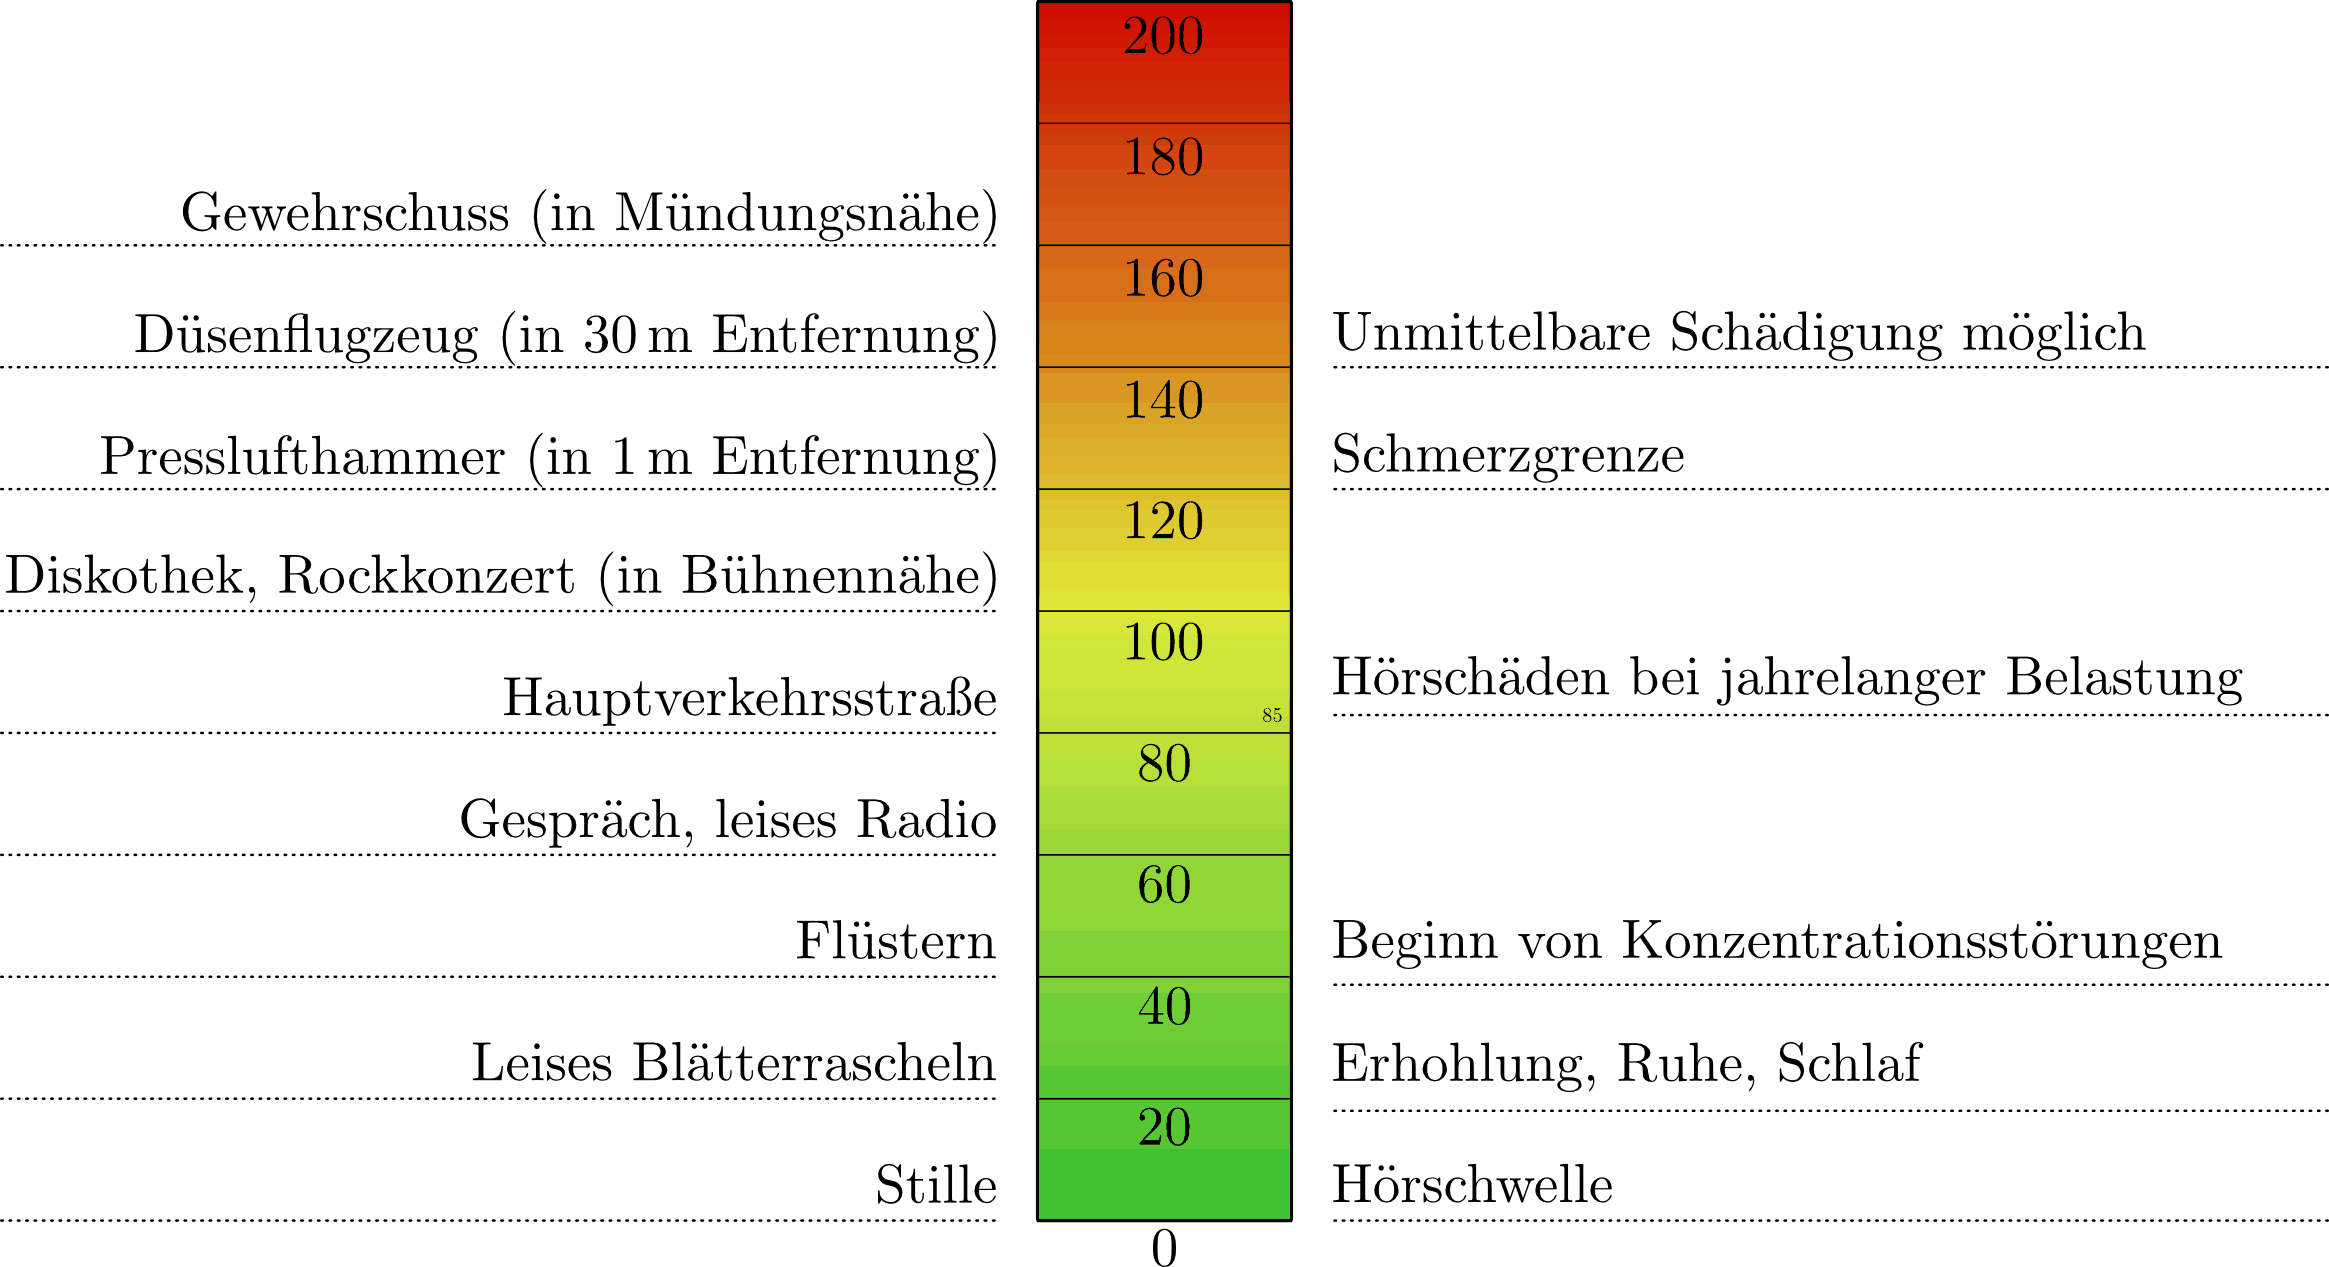 200
180
Gewehrschuss (in Mündungsnähe)
160
Düsenflugzeug (in 30 m Entfernung)
Unmittelbare Schädigung möglich
140
Presslufthammer (in 1 m Entfernung)
Schmerzgrenze
120
Diskothek, Rockkonzert (in Bühnennähe)
100
Hörschäden bei jahrelanger Belastung
Hauptverkehrsstraße
85
80
Gespräch, leises Radio
60
Flüstern
Beginn von Konzentrationsstörungen
40
Leises Blätterrascheln
Erhohlung, Ruhe, Schlaf
20
Stille
Hörschwelle
0